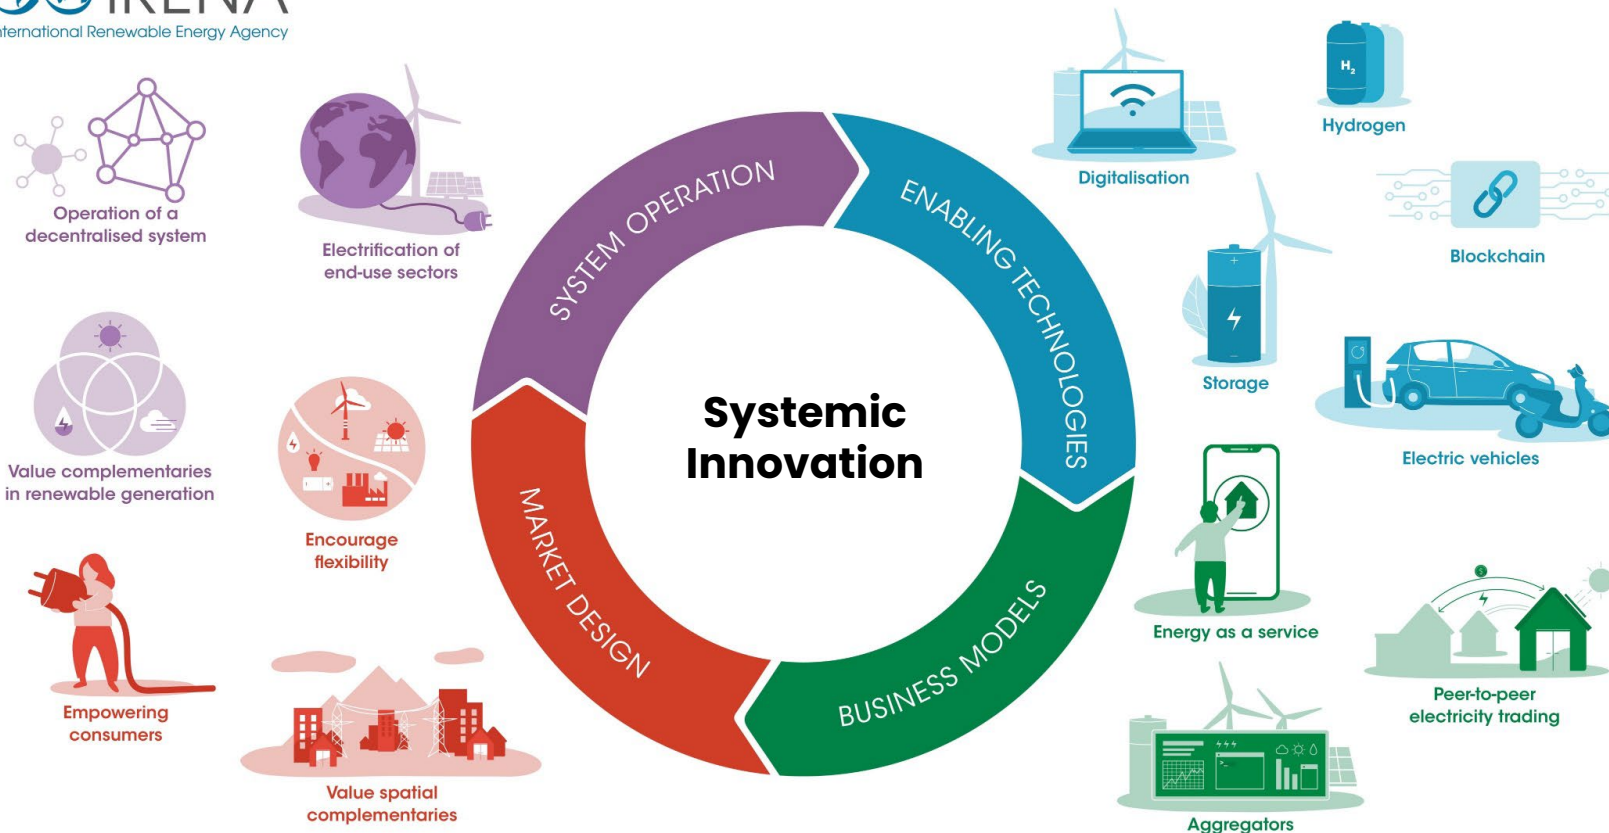 IRENA
International Renewable Energy Agency
Operation of a
decentralised system
Electrification of
end-use sectors
Value complementaries
in renewable generation
Encourage
flexibility
Empowering
consumers
Value spatial
complementaries
SYSTEM OPERATION
ENABLING TECHNOLOGIES
BUSINESS MODELS
MARKET DESIGN
Systemic
Innovation
Digitalisation
H2
Hydrogen
Blockchain
Storage
Electric vehicles
Energy as a service
Peer-to-peer
electricity trading
Aggregators